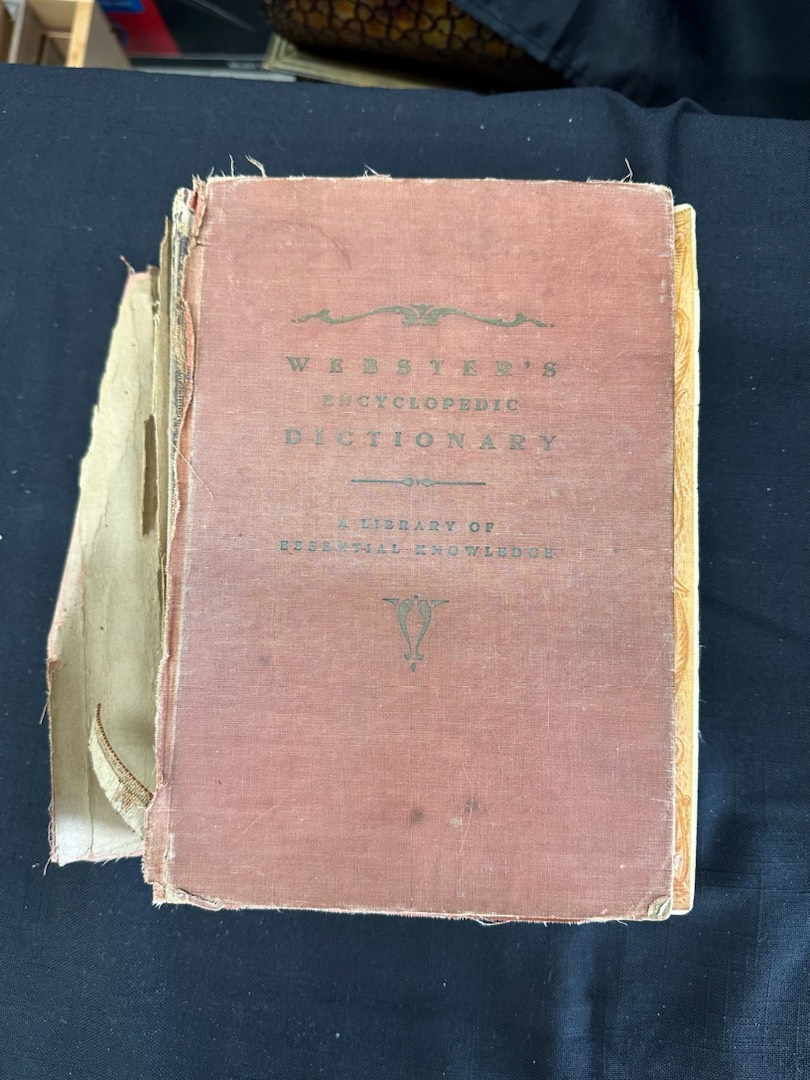 WEBSTER'S
ENCYCLOPEDIC
DICTIONARY
A LIBRARY OF
ESSENTIAL KNOWLEDGE